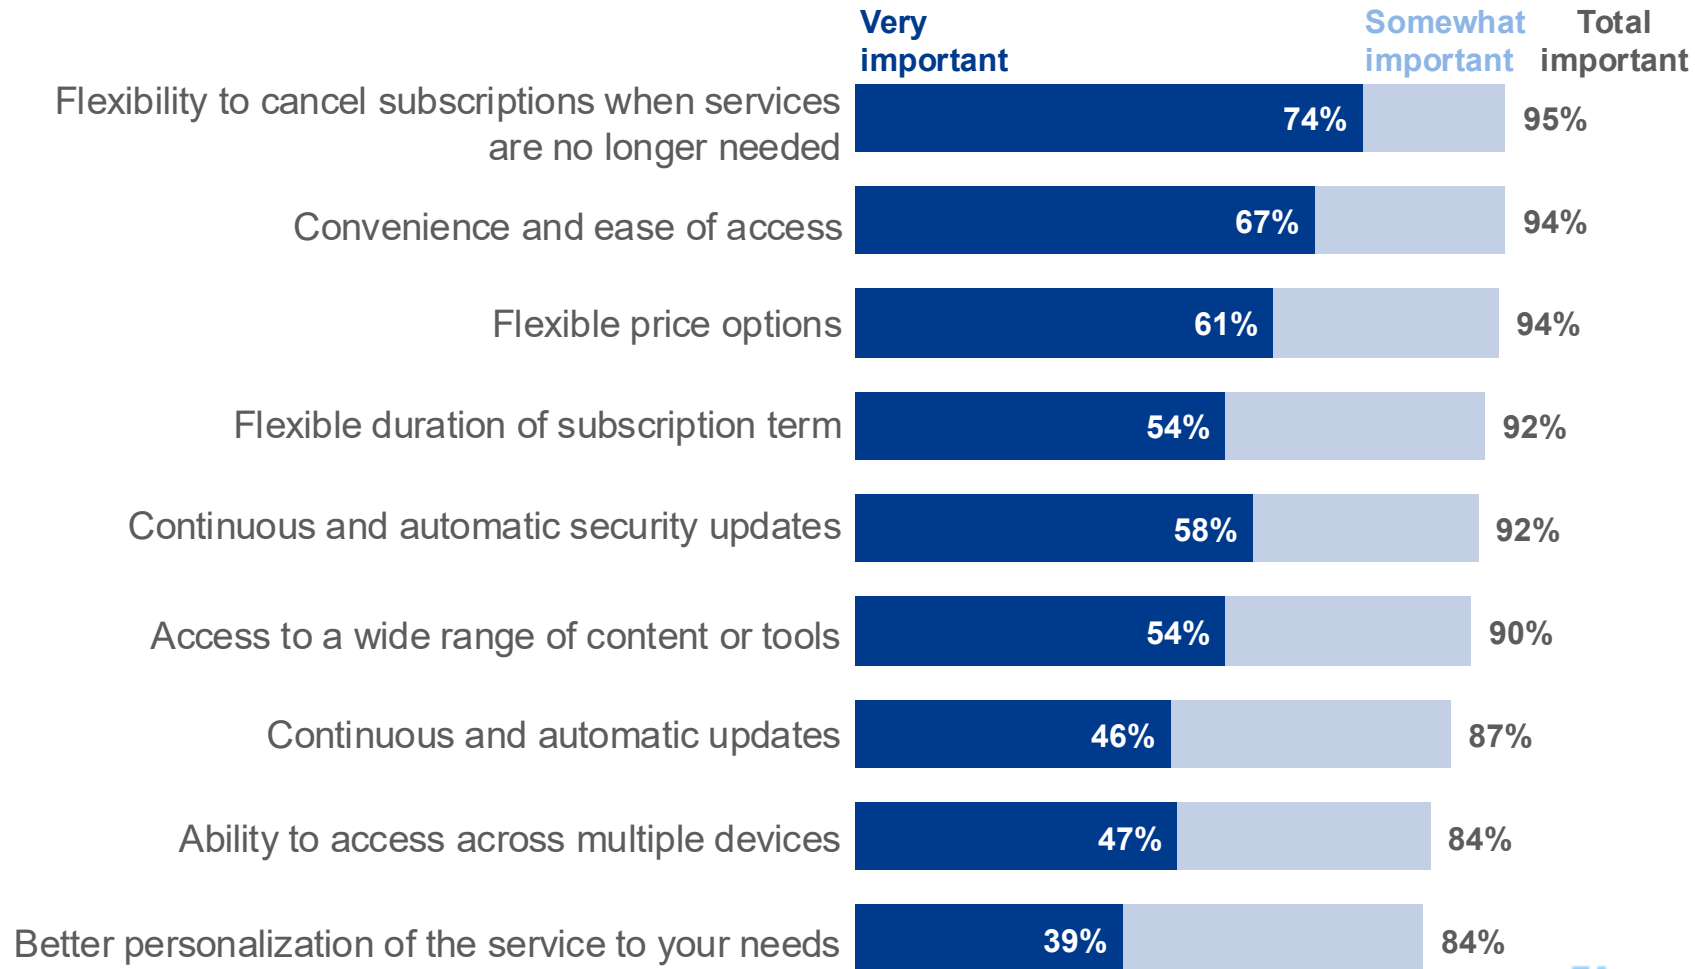 Very important
Somewhat important
Total important
Flexibility to cancel subscriptions when services
are no longer needed
74%
95%
Convenience and ease of access
67%
94%
Flexible price options
61%
94%
Flexible duration of subscription term
54%
92%
Continuous and automatic security updates
58%
92%
Access to a wide range of content or tools
54%
90%
Continuous and automatic updates
46%
87%
Ability to access across multiple devices
47%
84%
Better personalization of the service to your needs
39%
84%